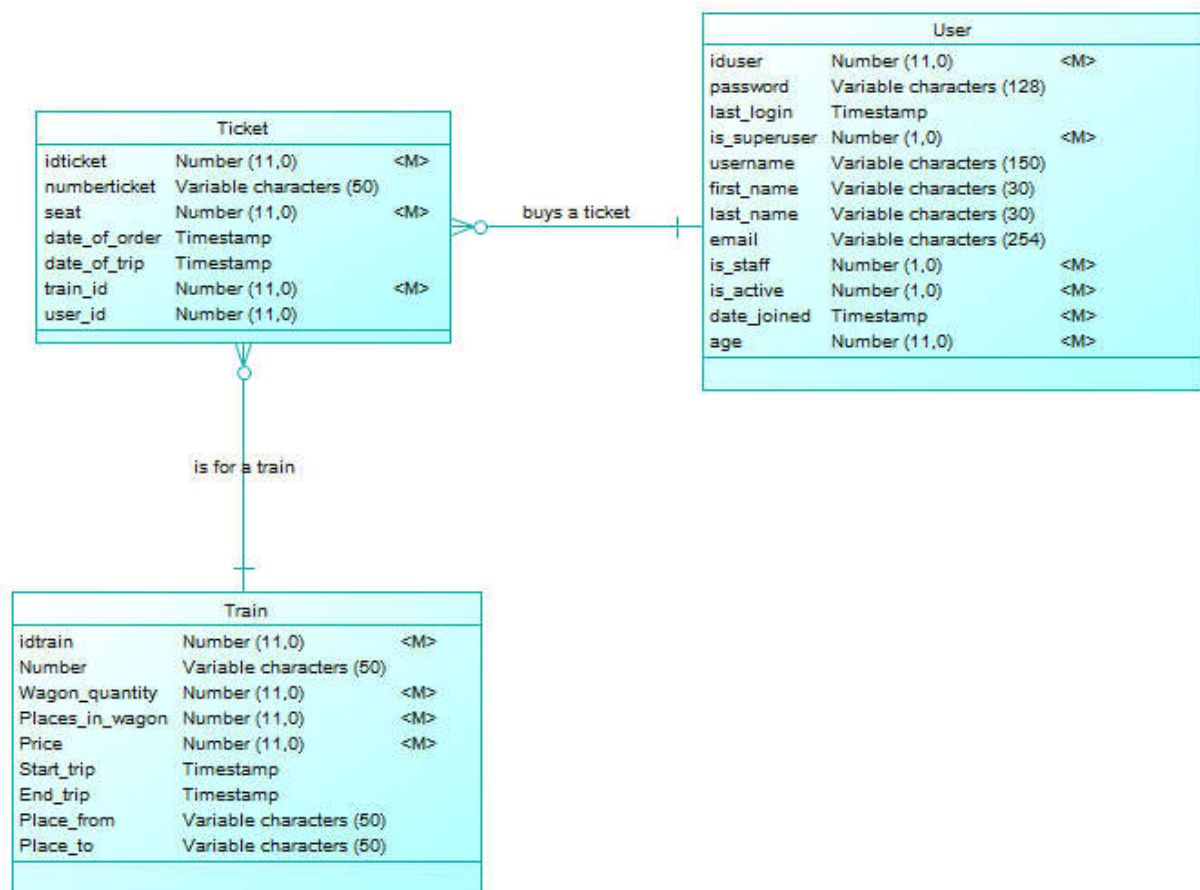 User
iduser Number (11,0) <M>
password Variable characters (128)
last_login Timestamp
is_superuser Number (1,0) <M>
username Variable characters (150)
first_name Variable characters (30)
last_name Variable characters (30)
email Variable characters (254)
is_staff Number (1,0) <M>
is_active Number (1,0) <M>
date_joined Timestamp <M>
age Number (11,0) <M>
Ticket
idticket Number (11,0) <M>
numberticket Variable characters (50)
seat Number (11,0) <M>
date_of_order Timestamp
date_of_trip Timestamp
train_id Number (11,0) <M>
user_id Number (11,0)
buys a ticket
is for a train
Train
idtrain Number (11,0) <M>
Number Variable characters (50)
Wagon_quantity Number (11,0) <M>
Places_in_wagon Number (11,0) <M>
Price Number (11,0) <M>
Start_trip Timestamp
End_trip Timestamp
Place_from Variable characters (50)
Place_to Variable characters (50)